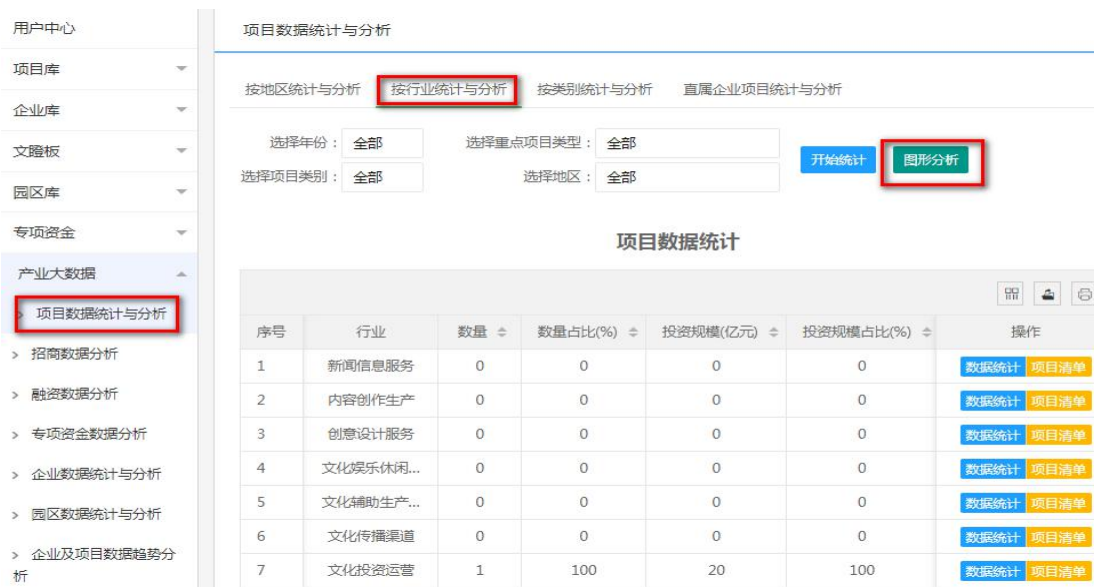 用户中心
项目库
企业库
文瞪板
园区库
专项资金
产业大数据
> 项目数据统计与分析
> 招商数据分析
> 融资数据分析
> 专项资金数据分析
> 企业数据统计与分析
> 园区数据统计与分析
> 企业及项目数据趋势分
析
项目数据统计与分析
按地区统计与分析 按行业统计与分析 按类别统计与分析 直属企业项目统计与分析
选择年份： 全部 选择重点项目类型： 全部
选择项目类别： 全部 选择地区： 全部
开始统计 图形分析
项目数据统计
序号 行业 数量 数量占比(%) 投资规模(亿元) 投资规模占比(%) 操作
1 新闻信息服务 0 0 0 0 数据统计 项目清单
2 内容创作生产 0 0 0 0 数据统计 项目清单
3 创意设计服务 0 0 0 0 数据统计 项目清单
4 文化娱乐休闲... 0 0 0 0 数据统计 项目清单
5 文化辅助生产... 0 0 0 0 数据统计 项目清单
6 文化传播渠道 0 0 0 0 数据统计 项目清单
7 文化投资运营 1 100 20 100 数据统计 项目清单